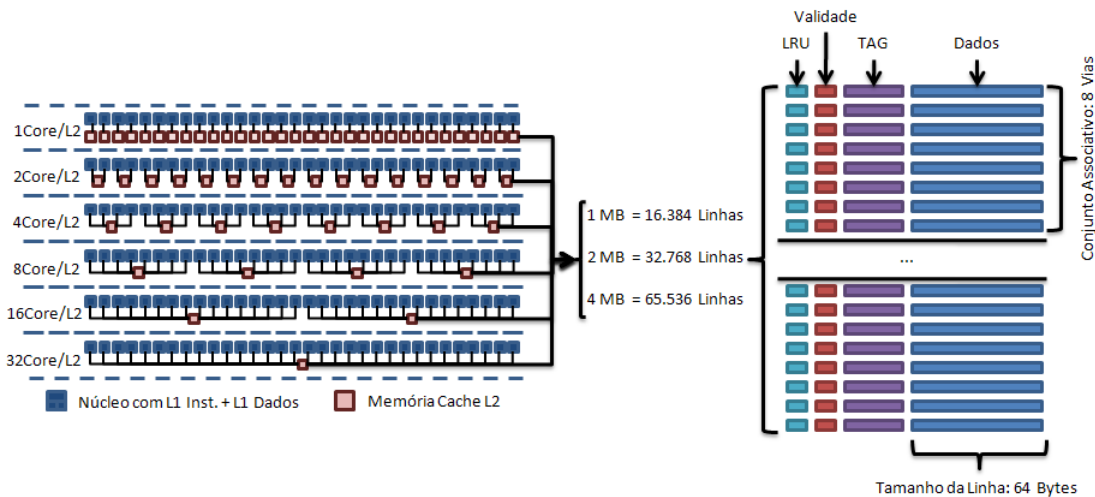 Validade
LRU
TAG
Dados
1Core/L2
2Core/L2
4Core/L2
8Core/L2
16Core/L2
32Core/L2
Núcleo com L1 Inst. + L1 Dados
Memória Cache L2
1 MB = 16.384 Linhas
2 MB = 32.768 Linhas
4 MB = 65.536 Linhas
...
Conjunto Associativo: 8 Vias
Tamanho da Linha: 64 Bytes